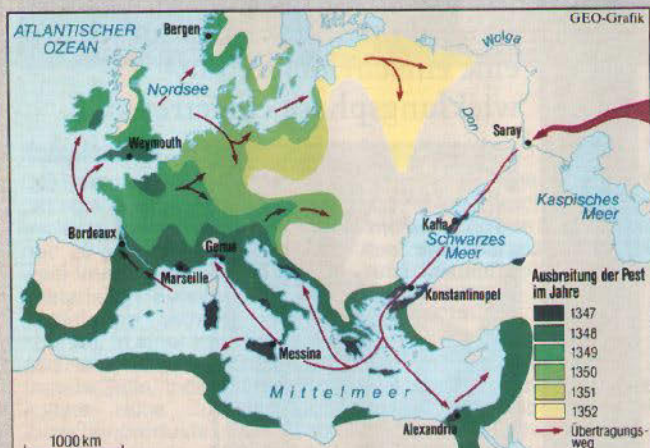 GEO-Grafik
ATLANTISCHER
OZEAN
Bergen
Wolga
Nordsee
Don
Weymouth
Saray
Kaspisches
Meer
Kaffa
Schwarzes
Meer
Bordeaux
Genua
Marseille
Konstantinopel
Messina
Mittelmeer
Alexandria
1000 km
Ausbreitung der Pest
im Jahre
1347
1348
1349
1350
1351
1352
Übertragungs-
weg